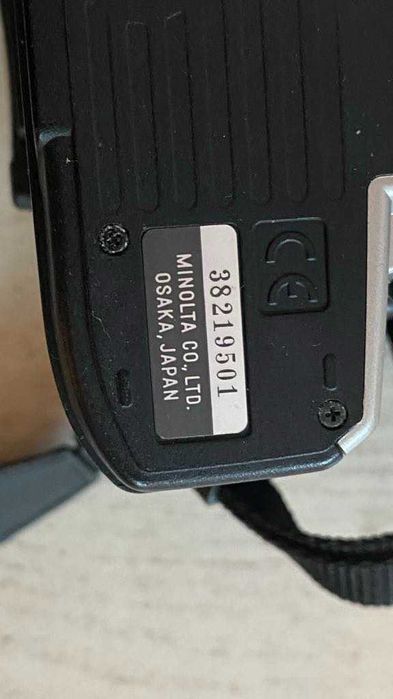 38219501
MINOLTA CO., LTD.
OSAKA, JAPAN
CE